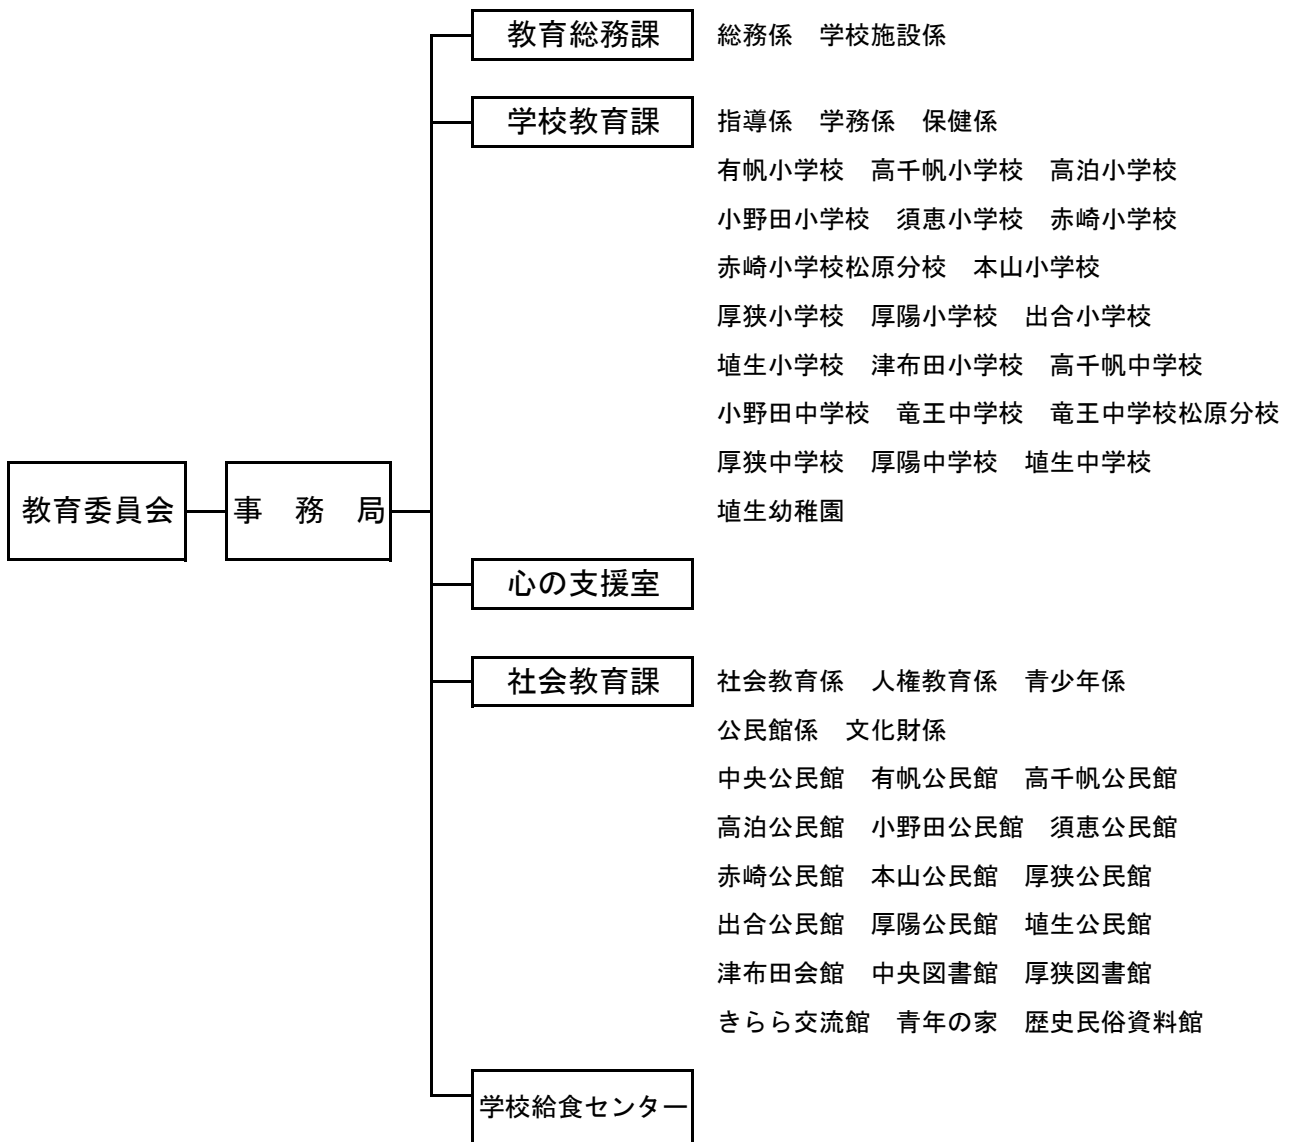 教育総務課　総務係　学校施設係
学校教育課　指導係　学務係　保健係
有帆小学校　高千帆小学校　高泊小学校
小野田小学校　須恵小学校　赤崎小学校
赤崎小学校松原分校　本山小学校
厚狭小学校　厚陽小学校　出合小学校
埴生小学校　津布田小学校　高千帆中学校
小野田中学校　竜王中学校　竜王中学校松原分校
厚狭中学校　厚陽中学校　埴生中学校
教育委員会　事　務　局　埴生幼稚園
心の支援室
社会教育課　社会教育係　人権教育係　青少年係
公民館係　文化財係
中央公民館　有帆公民館　高千帆公民館
高泊公民館　小野田公民館　須恵公民館
赤崎公民館　本山公民館　厚狭公民館
出合公民館　厚陽公民館　埴生公民館
津布田会館　中央図書館　厚狭図書館
きらら交流館　青年の家　歴史民俗資料館
学校給食センター